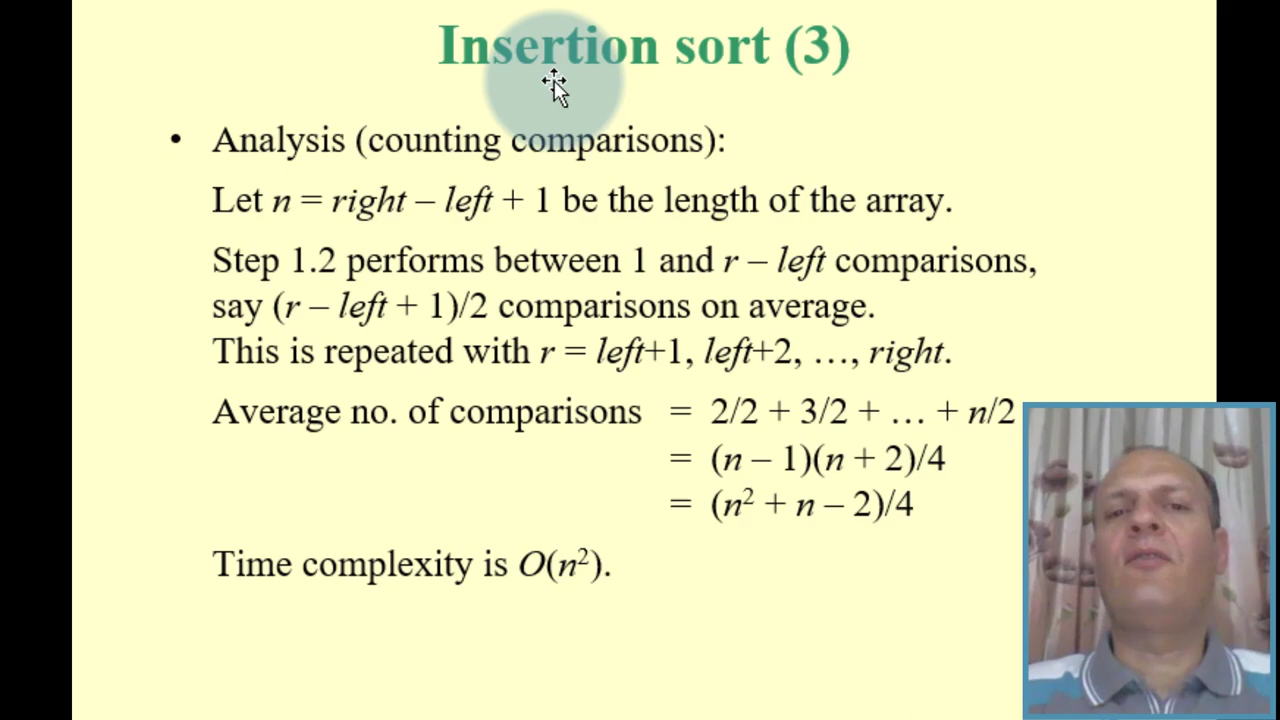 Insertion sort (3)
• Analysis (counting comparisons):
Let n = right – left + 1 be the length of the array.
Step 1.2 performs between 1 and r – left comparisons,
say (r – left + 1)/2 comparisons on average.
This is repeated with r = left+1, left+2, …, right.
Average no. of comparisons = 2/2 + 3/2 + … + n/2
= (n – 1)(n + 2)/4
= (n² + n – 2)/4
Time complexity is O(n²).